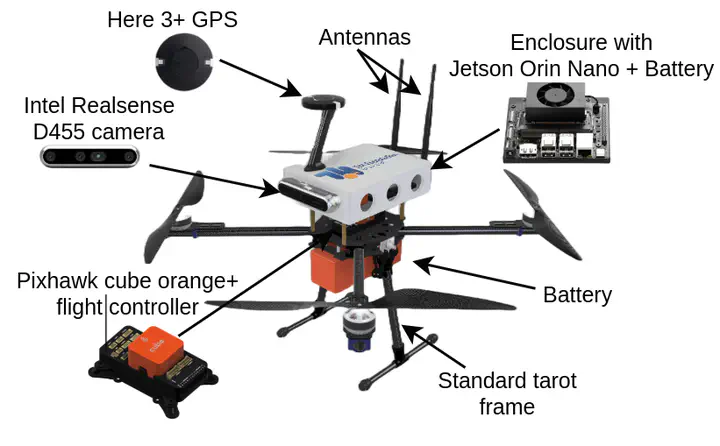 Here 3+ GPS
Antennas
Enclosure with
Jetson Orin Nano + Battery
Intel Realsense
D455 camera
Pixhawk cube orange+
flight controller
Battery
Standard tarot
frame